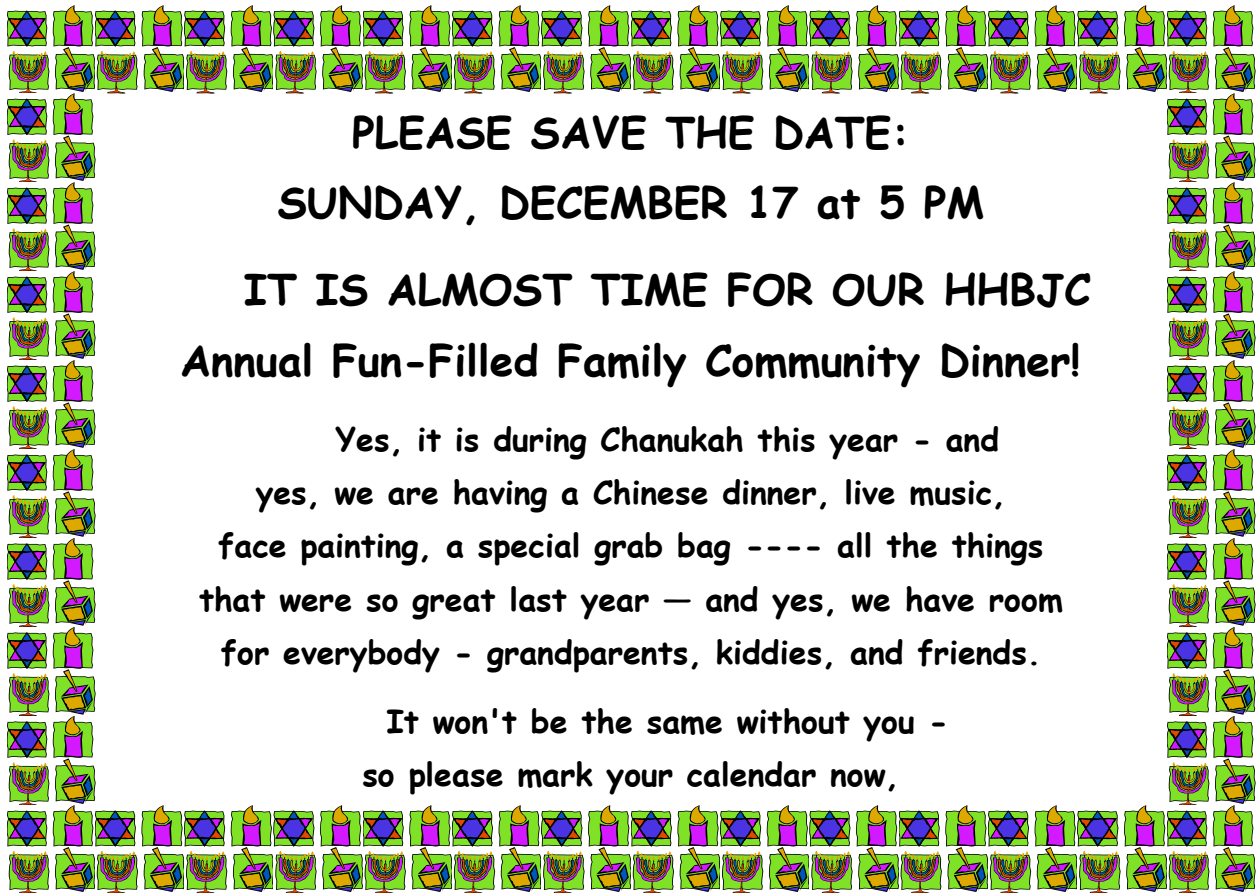 PLEASE SAVE THE DATE:
SUNDAY, DECEMBER 17 at 5 PM
IT IS ALMOST TIME FOR OUR HHBJC
Annual Fun-Filled Family Community Dinner!
Yes, it is during Chanukah this year - and
yes, we are having a Chinese dinner, live music,
face painting, a special grab bag ---- all the things
that were so great last year — and yes, we have room
for everybody - grandparents, kiddies, and friends.
It won't be the same without you -
so please mark your calendar now,